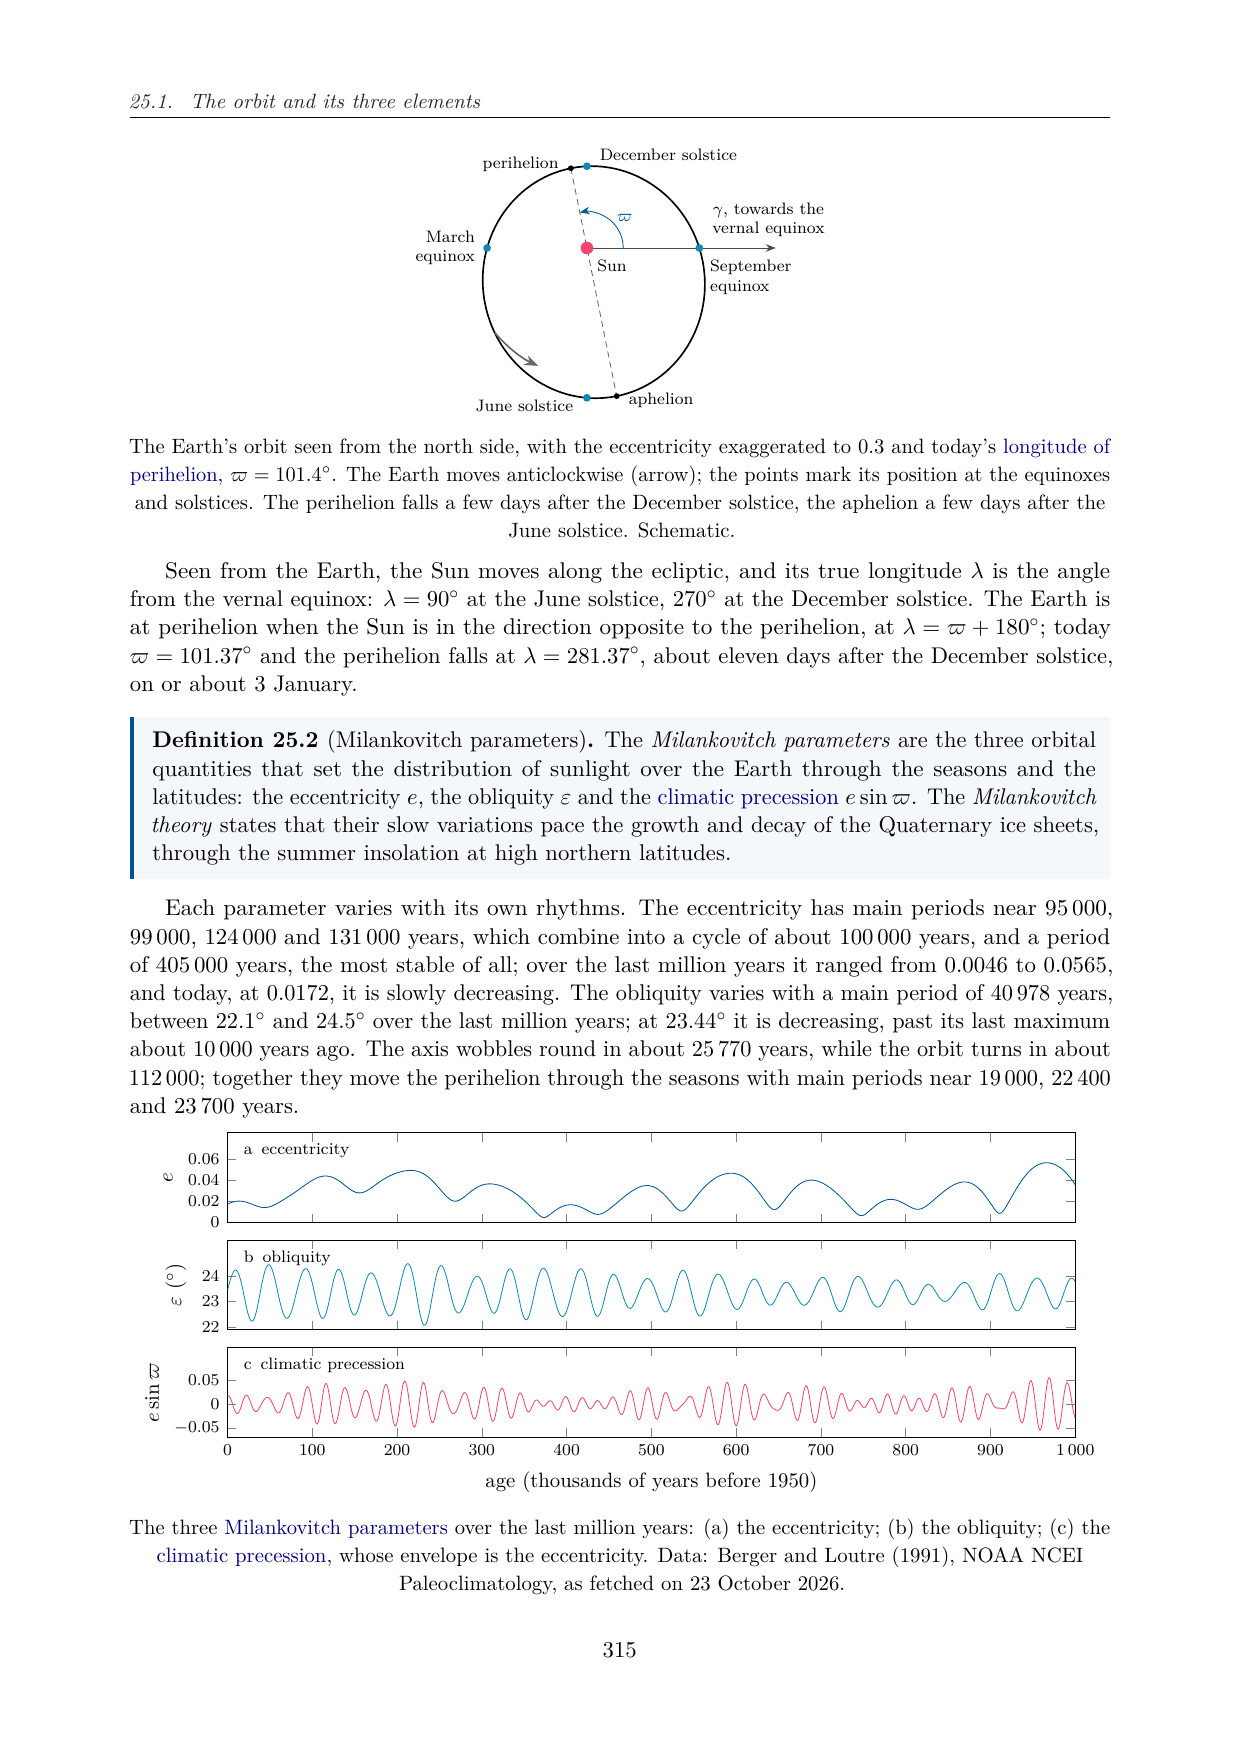 25.1. The orbit and its three elements
December solstice
perihelion
γ, towards the
vernal equinox
ϖ
March
equinox
Sun
September
equinox
June solstice
aphelion
The Earth's orbit seen from the north side, with the eccentricity exaggerated to 0.3 and today's longitude of
perihelion, ϖ = 101.4°. The Earth moves anticlockwise (arrow); the points mark its position at the equinoxes
and solstices. The perihelion falls a few days after the December solstice, the aphelion a few days after the
June solstice. Schematic.
Seen from the Earth, the Sun moves along the ecliptic, and its true longitude λ is the angle
from the vernal equinox: λ = 90° at the June solstice, 270° at the December solstice. The Earth is
at perihelion when the Sun is in the direction opposite to the perihelion, at λ = ϖ + 180°; today
ϖ = 101.37° and the perihelion falls at λ = 281.37°, about eleven days after the December solstice,
on or about 3 January.
Definition 25.2 (Milankovitch parameters). The Milankovitch parameters are the three orbital
quantities that set the distribution of sunlight over the Earth through the seasons and the
latitudes: the eccentricity e, the obliquity ε and the climatic precession e sin ϖ. The Milankovitch
theory states that their slow variations pace the growth and decay of the Quaternary ice sheets,
through the summer insolation at high northern latitudes.
Each parameter varies with its own rhythms. The eccentricity has main periods near 95 000,
99 000, 124 000 and 131 000 years, which combine into a cycle of about 100 000 years, and a period
of 405 000 years, the most stable of all; over the last million years it ranged from 0.0046 to 0.0565,
and today, at 0.0172, it is slowly decreasing. The obliquity varies with a main period of 40 978 years,
between 22.1° and 24.5° over the last million years; at 23.44° it is decreasing, past its last maximum
about 10 000 years ago. The axis wobbles round in about 25 770 years, while the orbit turns in about
112 000; together they move the perihelion through the seasons with main periods near 19 000, 22 400
and 23 700 years.
a eccentricity
e
0.06
0.04
0.02
0
b obliquity
ε (°)
24
23
22
c climatic precession
e sin ϖ
0.05
0
−0.05
0 100 200 300 400 500 600 700 800 900 1 000
age (thousands of years before 1950)
The three Milankovitch parameters over the last million years: (a) the eccentricity; (b) the obliquity; (c) the
climatic precession, whose envelope is the eccentricity. Data: Berger and Loutre (1991), NOAA NCEI
Paleoclimatology, as fetched on 23 October 2026.
315